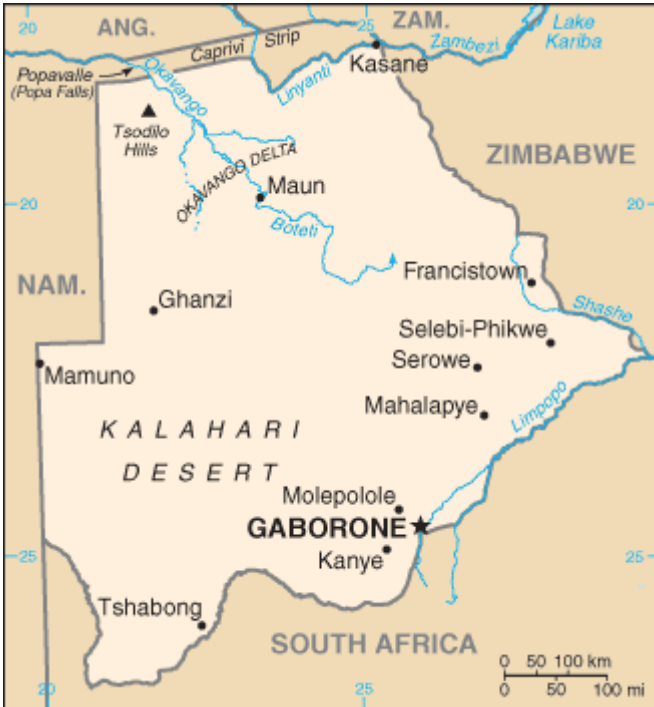 20
ANG.
25
ZAM.
Lake
Kariba
Caprivi Strip
Zambezi
Popavalle
(Popa Falls)
Okavango
Linyanti
Kasane
Tsodilo
Hills
ZIMBABWE
OKAVANGO DELTA
20
Maun
20
Boteti
Francistown
NAM.
Ghanzi
Shashe
Selebi-Phikwe
Serowe
Mamuno
Mahalapye
Limpopo
KALAHARI
DESERT
Molepolole
GABORONE
25
Kanye
25
Tshabong
SOUTH AFRICA
0 50 100 km
0 50 100 mi
20
25